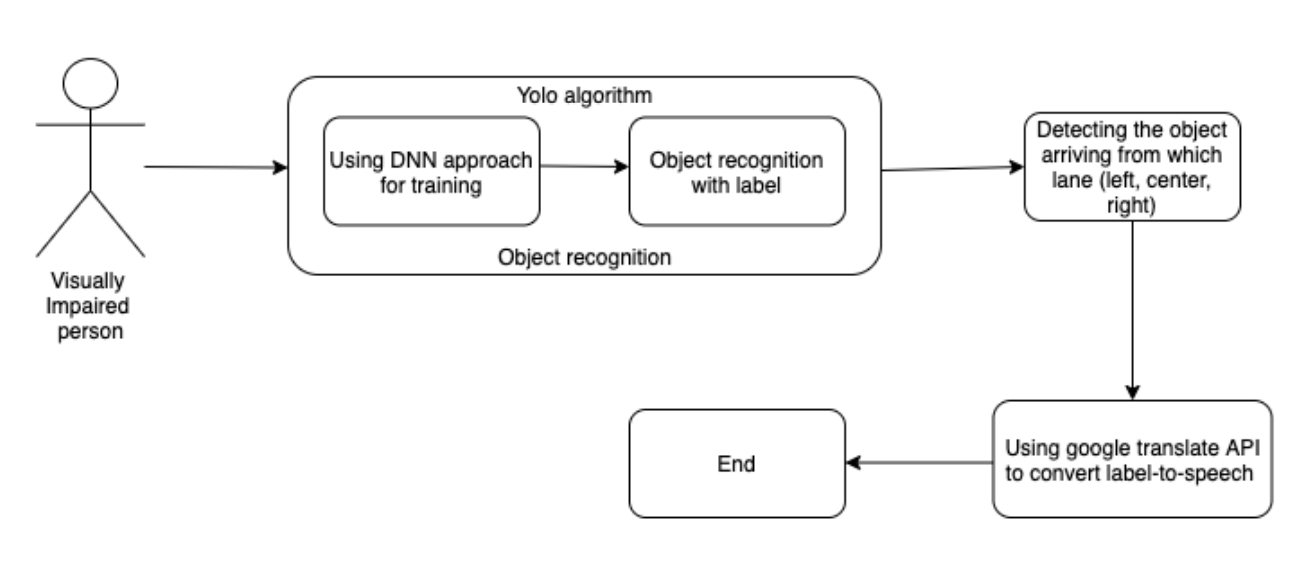 Visually
Impaired
person
Yolo algorithm
Using DNN approach
for training
Object recognition
with label
Object recognition
Detecting the object
arriving from which
lane (left, center,
right)
Using google translate API
to convert label-to-speech
End